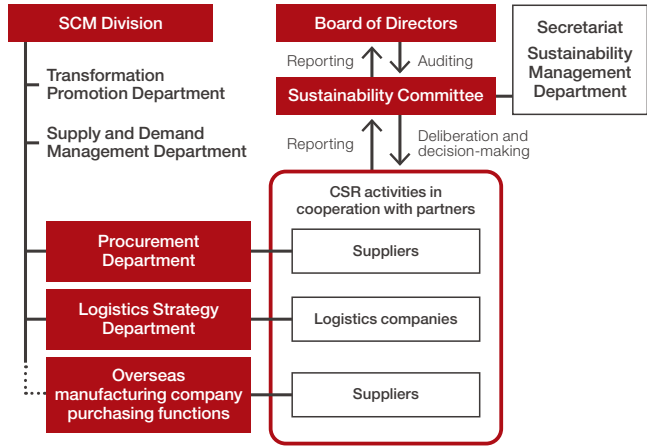 SCM Division
Transformation
Promotion Department
Supply and Demand
Management Department
Procurement
Department
Logistics Strategy
Department
Overseas
manufacturing company
purchasing functions
Board of Directors
Reporting
Auditing
Sustainability Committee
Secretariat
Sustainability
Management
Department
Reporting
Deliberation and
decision-making
CSR activities in
cooperation with partners
Suppliers
Logistics companies
Suppliers